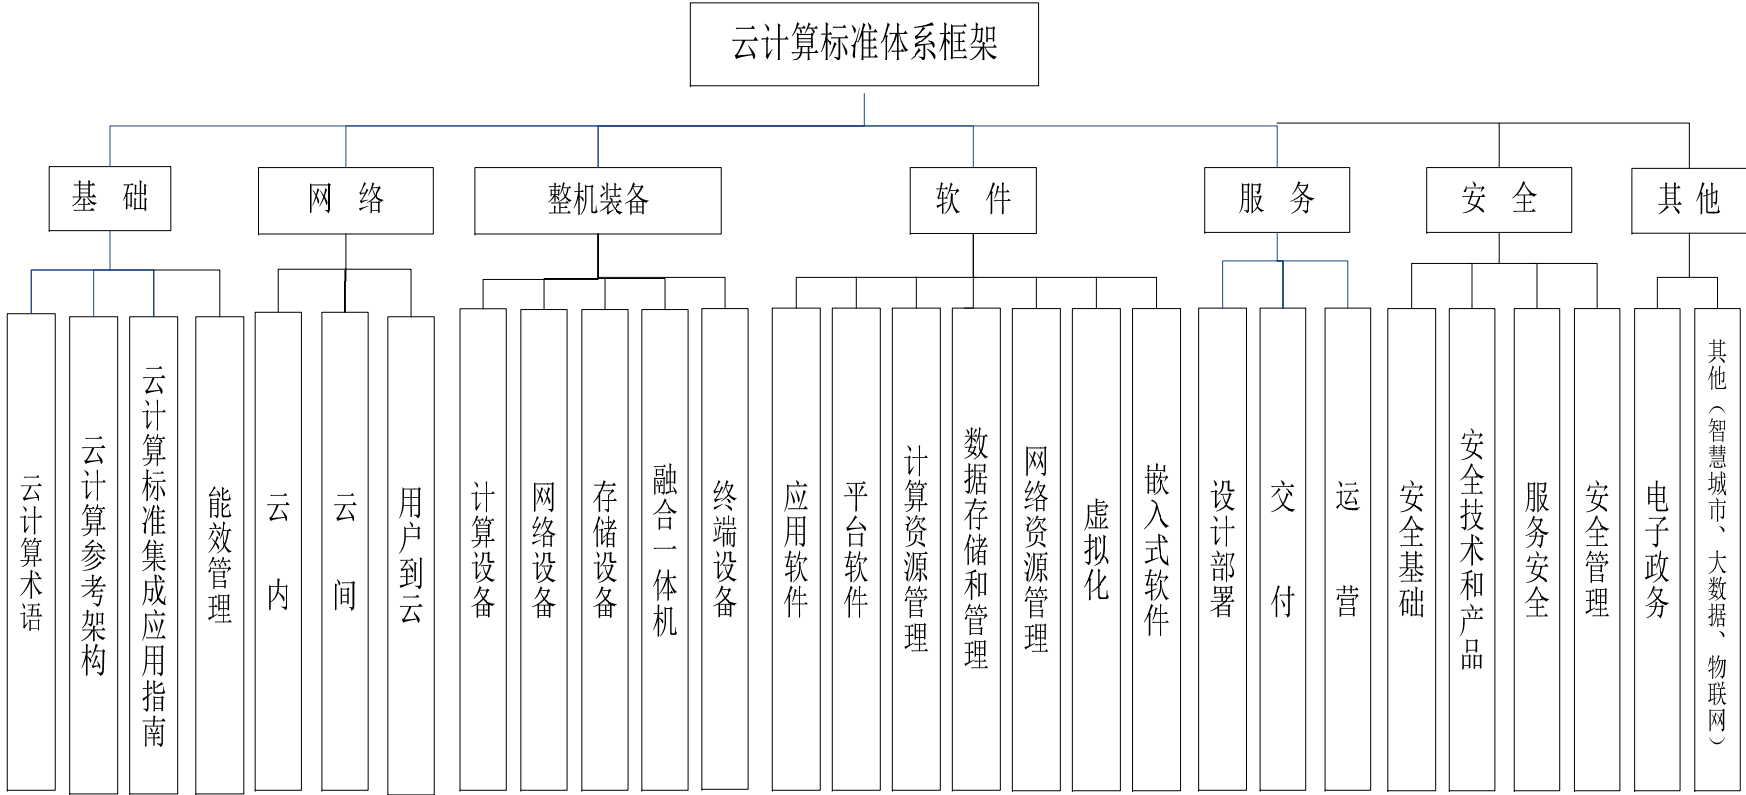 云计算标准体系框架
基 础
网 络
整机装备
软 件
服 务
安 全
其 他
云计算术语
云计算参考架构
云计算标准集成应用指南
能效管理
云内
云间
用户到云
计算设备
网络设备
存储设备
融合一体机
终端设备
应用软件
平台软件
计算资源管理
数据存储和管理
网络资源管理
虚拟化
嵌入式软件
设计部署
交付
运营
安全基础
安全技术和产品
服务安全
安全管理
电子政务
其他（智慧城市、大数据、物联网）